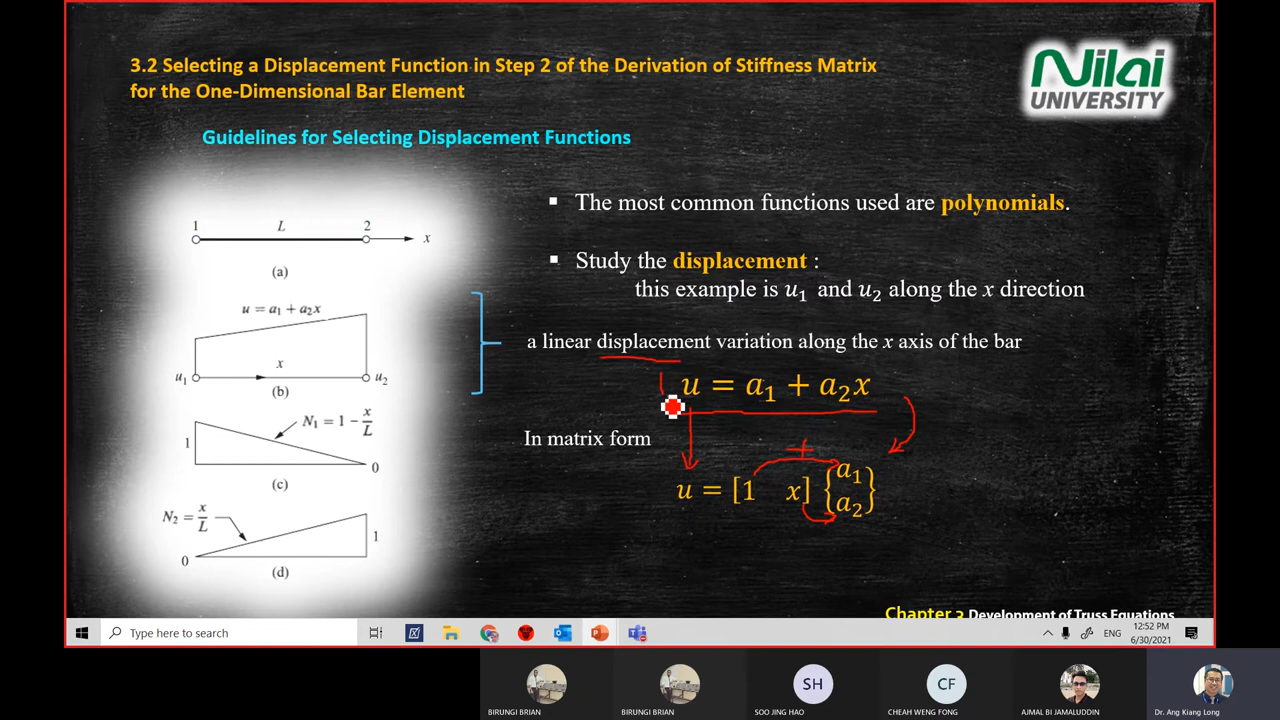 3.2 Selecting a Displacement Function in Step 2 of the Derivation of Stiffness Matrix
for the One-Dimensional Bar Element
Nilai
UNIVERSITY
Guidelines for Selecting Displacement Functions
1 L 2
x
(a)
u = a₁ + a₂x
x
u₁ u₂
(b)
N₁ = 1 − x/L
1
0
(c)
N₂ = x/L
1
0
(d)
▪ The most common functions used are polynomials.
▪ Study the displacement :
this example is u₁ and u₂ along the x direction
a linear displacement variation along the x axis of the bar
u = a₁ + a₂x
In matrix form
+
u = [1 x] {a₁
a₂}
Chapter 3 Development of Truss Equations
Type here to search
ENG
12:52 PM
6/30/2021
SH
CF
BIRUNGI BRIAN
BIRUNGI BRIAN
SOO JING HAO
CHEAH WENG FONG
AJMAL BI JAMALUDDIN
Dr. Ang Kiang Long